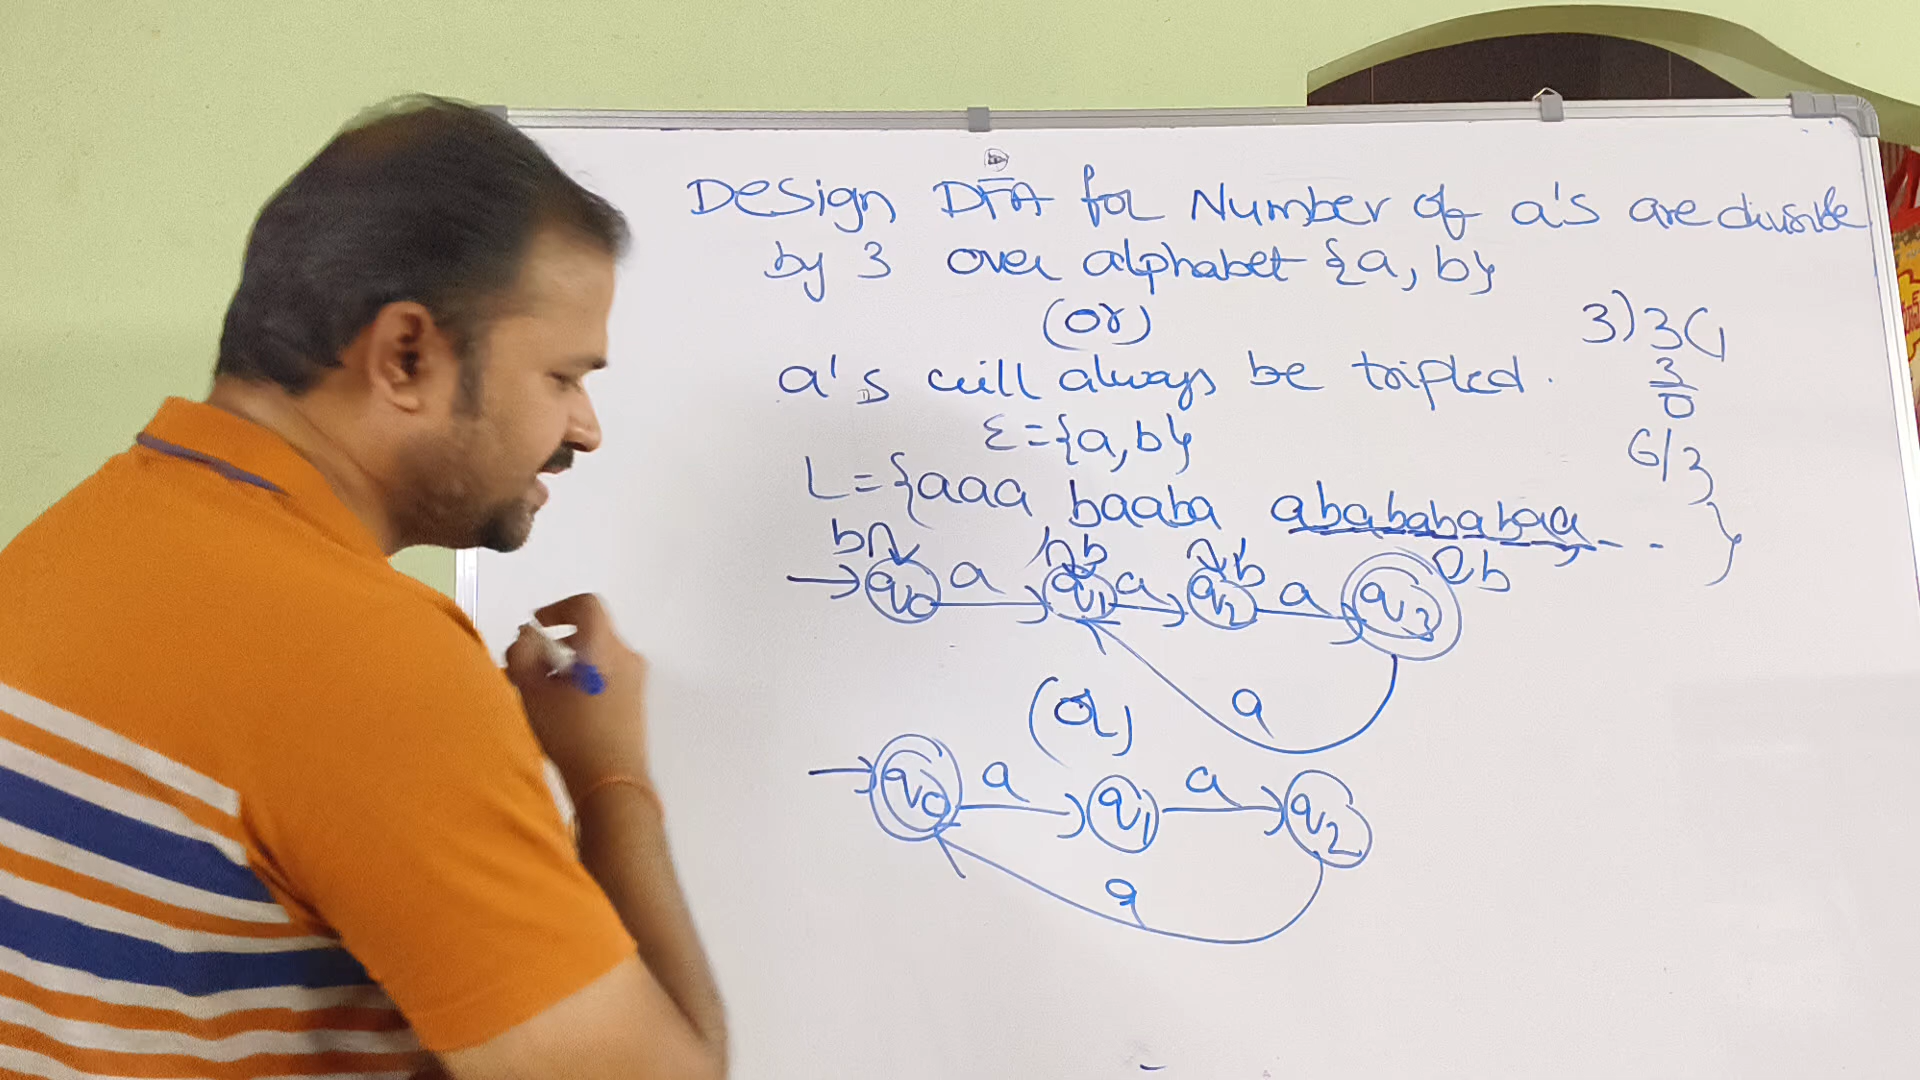 Design DFA for Number of a's are divisible
by 3 over alphabet {a, b}
(or)
a's will always be tripled.
3)3(1
3
0
Ɛ={a,b}
6/3
L={aaa baaba ababababaa - - }
b b b b
q0 a q1 a q2 a q3
a
(or)
q0 a q1 a q2
a